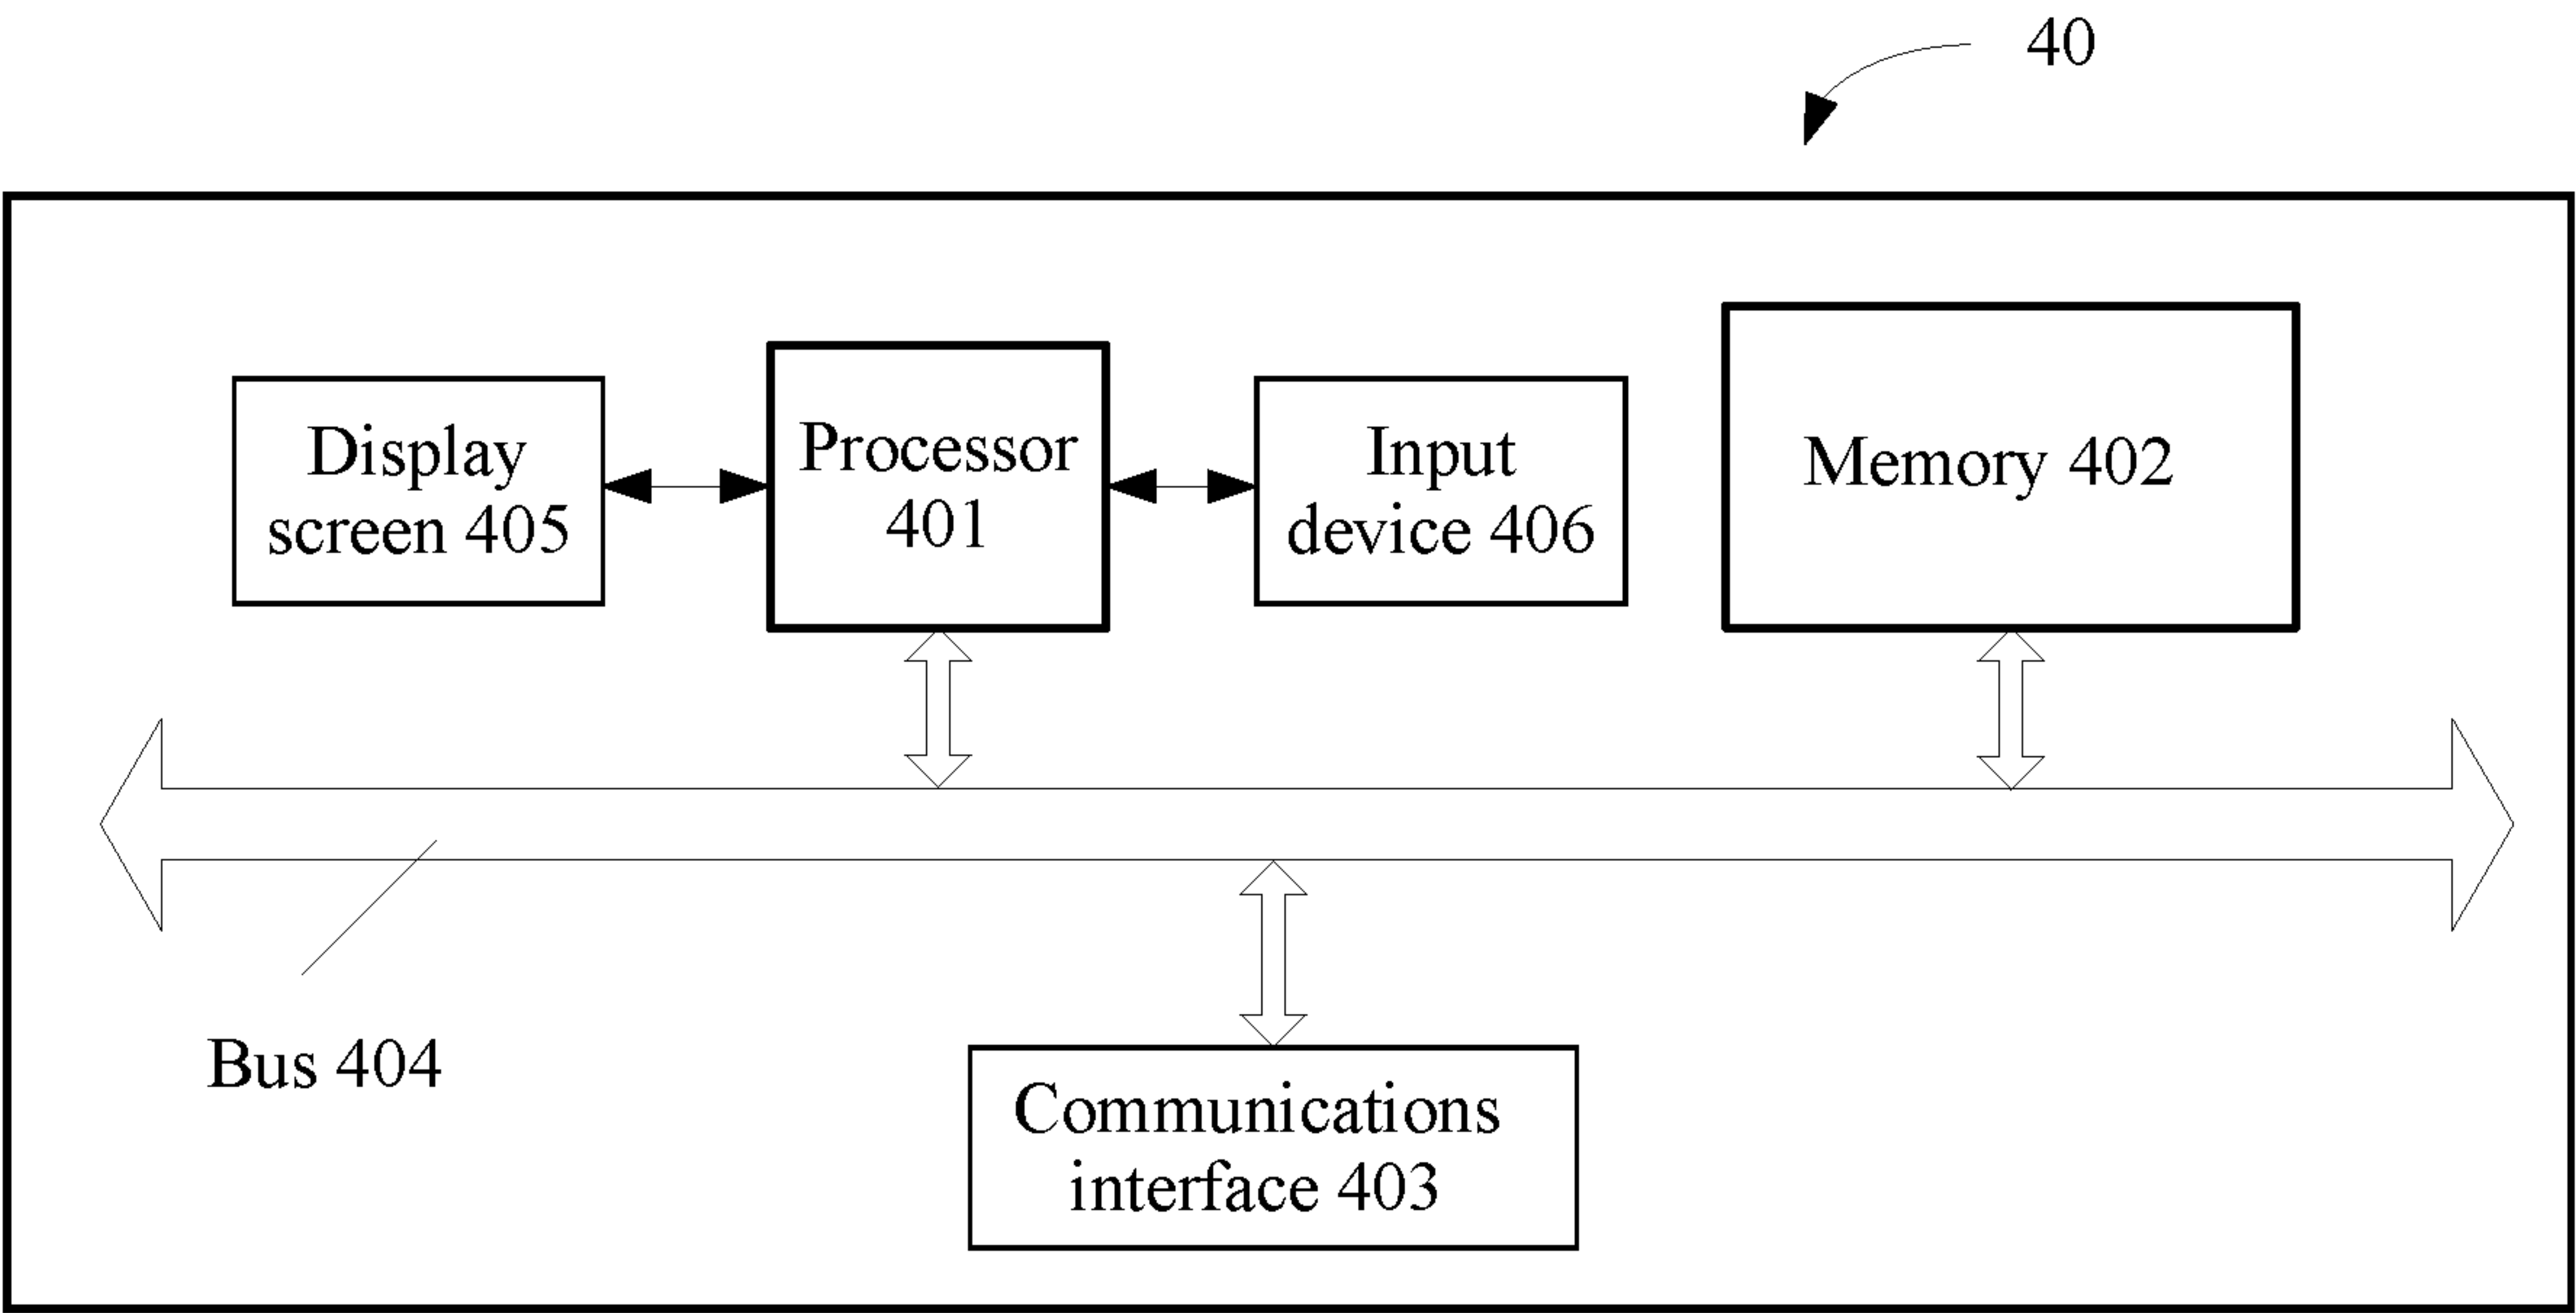 40
Display
screen 405
Processor
401
Input
device 406
Memory 402
Bus 404
Communications
interface 403